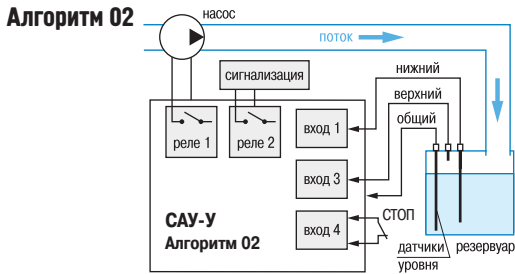 Алгоритм 02
насос
поток
сигнализация
нижний
верхний
общий
реле 1
реле 2
вход 1
вход 3
вход 4
СТОП
САУ-У
Алгоритм 02
датчики
уровня
резервуар